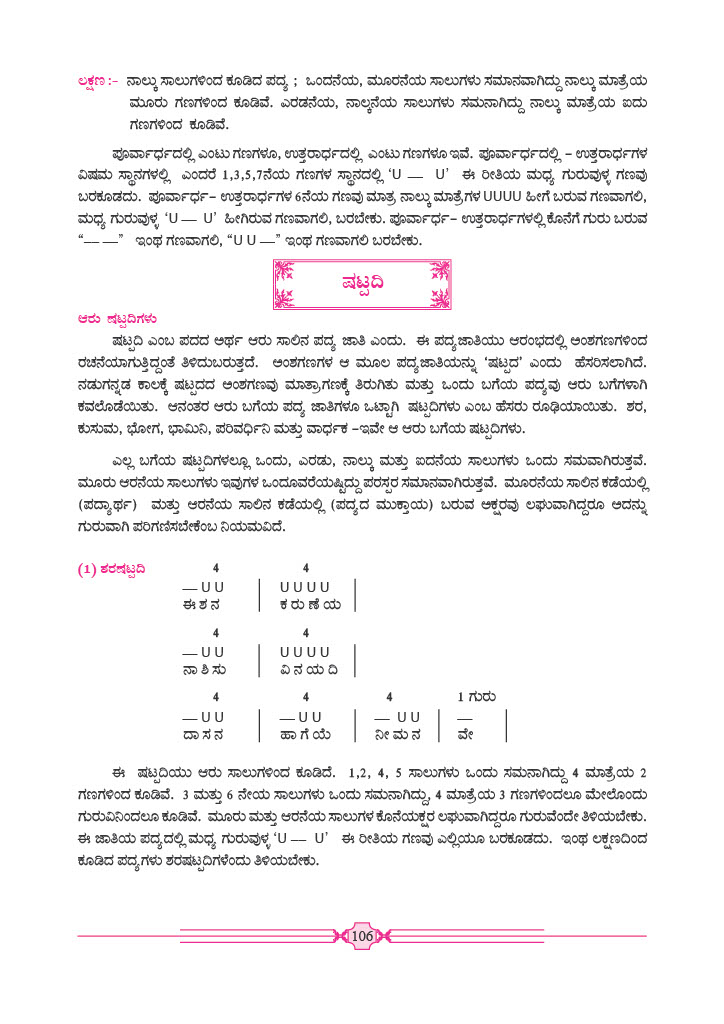 ಲಕ್ಷಣ :- ನಾಲ್ಕು ಸಾಲುಗಳಿಂದ ಕೂಡಿದ ಪದ್ಯ ; ಒಂದನೆಯ, ಮೂರನೆಯ ಸಾಲುಗಳು ಸಮಾನವಾಗಿದ್ದು ನಾಲ್ಕು ಮಾತ್ರೆಯ
ಮೂರು ಗಣಗಳಿಂದ ಕೂಡಿವೆ. ಎರಡನೆಯ, ನಾಲ್ಕನೆಯ ಸಾಲುಗಳು ಸಮನಾಗಿದ್ದು ನಾಲ್ಕು ಮಾತ್ರೆಯ ಐದು
ಗಣಗಳಿಂದ ಕೂಡಿವೆ.
ಪೂರ್ವಾರ್ಧದಲ್ಲಿ ಎಂಟು ಗಣಗಳೂ, ಉತ್ತರಾರ್ಧದಲ್ಲಿ ಎಂಟು ಗಣಗಳೂ ಇವೆ. ಪೂರ್ವಾರ್ಧದಲ್ಲಿ – ಉತ್ತರಾರ್ಧಗಳ
ವಿಷಮ ಸ್ಥಾನಗಳಲ್ಲಿ ಎಂದರೆ 1,3,5,7ನೆಯ ಗಣಗಳ ಸ್ಥಾನದಲ್ಲಿ ‘U — U’ ಈ ರೀತಿಯ ಮಧ್ಯ ಗುರುವುಳ್ಳ ಗಣವು
ಬರಕೂಡದು. ಪೂರ್ವಾರ್ಧ– ಉತ್ತರಾರ್ಧಗಳ 6ನೆಯ ಗಣವು ಮಾತ್ರ ನಾಲ್ಕು ಮಾತ್ರೆಗಳ UUUU ಹೀಗೆ ಬರುವ ಗಣವಾಗಲಿ,
ಮಧ್ಯ ಗುರುವುಳ್ಳ ‘U — U’ ಹೀಗಿರುವ ಗಣವಾಗಲಿ, ಬರಬೇಕು. ಪೂರ್ವಾರ್ಧ– ಉತ್ತರಾರ್ಧಗಳಲ್ಲಿ ಕೊನೆಗೆ ಗುರು ಬರುವ
“— —” ಇಂಥ ಗಣವಾಗಲಿ, “U U —” ಇಂಥ ಗಣವಾಗಲಿ ಬರಬೇಕು.
ಷಟ್ಪದಿ
ಆರು ಷಟ್ಪದಿಗಳು
ಷಟ್ಪದಿ ಎಂಬ ಪದದ ಅರ್ಥ ಆರು ಸಾಲಿನ ಪದ್ಯ ಜಾತಿ ಎಂದು. ಈ ಪದ್ಯಜಾತಿಯು ಆರಂಭದಲ್ಲಿ ಅಂಶಗಣಗಳಿಂದ
ರಚನೆಯಾಗುತ್ತಿದ್ದಂತೆ ತಿಳಿದುಬರುತ್ತದೆ. ಅಂಶಗಣಗಳ ಆ ಮೂಲ ಪದ್ಯಜಾತಿಯನ್ನು ‘ಷಟ್ಪದ’ ಎಂದು ಹೆಸರಿಸಲಾಗಿದೆ.
ನಡುಗನ್ನಡ ಕಾಲಕ್ಕೆ ಷಟ್ಪದದ ಅಂಶಗಣವು ಮಾತ್ರಾಗಣಕ್ಕೆ ತಿರುಗಿತು ಮತ್ತು ಒಂದು ಬಗೆಯ ಪದ್ಯವು ಆರು ಬಗೆಗಳಾಗಿ
ಕವಲೊಡೆಯಿತು. ಆನಂತರ ಆರು ಬಗೆಯ ಪದ್ಯ ಜಾತಿಗಳೂ ಒಟ್ಟಾಗಿ ಷಟ್ಪದಿಗಳು ಎಂಬ ಹೆಸರು ರೂಢಿಯಾಯಿತು. ಶರ,
ಕುಸುಮ, ಭೋಗ, ಭಾಮಿನಿ, ಪರಿವರ್ಧಿನಿ ಮತ್ತು ವಾರ್ಧಕ –ಇವೇ ಆ ಆರು ಬಗೆಯ ಷಟ್ಪದಿಗಳು.
ಎಲ್ಲ ಬಗೆಯ ಷಟ್ಪದಿಗಳಲ್ಲೂ ಒಂದು, ಎರಡು, ನಾಲ್ಕು ಮತ್ತು ಐದನೆಯ ಸಾಲುಗಳು ಒಂದು ಸಮವಾಗಿರುತ್ತವೆ.
ಮೂರು ಆರನೆಯ ಸಾಲುಗಳು ಇವುಗಳ ಒಂದೂವರೆಯಷ್ಟಿದ್ದು ಪರಸ್ಪರ ಸಮಾನವಾಗಿರುತ್ತವೆ. ಮೂರನೆಯ ಸಾಲಿನ ಕಡೆಯಲ್ಲಿ
(ಪದ್ಯಾರ್ಥ) ಮತ್ತು ಆರನೆಯ ಸಾಲಿನ ಕಡೆಯಲ್ಲಿ (ಪದ್ಯದ ಮುಕ್ತಾಯ) ಬರುವ ಅಕ್ಷರವು ಲಘುವಾಗಿದ್ದರೂ ಅದನ್ನು
ಗುರುವಾಗಿ ಪರಿಗಣಿಸಬೇಕೆಂಬ ನಿಯಮವಿದೆ.
(1) ಶರಷಟ್ಪದಿ 4 4
— U U | U U U U |
ಈ ಶ ನ | ಕ ರು ಣೆ ಯ |
4 4
— U U | U U U U |
ನಾ ಶಿ ಸು | ವಿ ನ ಯ ದಿ |
4 4 4 1 ಗುರು
— U U | — U U | — U U | — |
ದಾ ಸ ನ | ಹಾ ಗೆ ಯೆ | ನೀ ಮ ನ | ವೇ |
ಈ ಷಟ್ಪದಿಯು ಆರು ಸಾಲುಗಳಿಂದ ಕೂಡಿದೆ. 1,2, 4, 5 ಸಾಲುಗಳು ಒಂದು ಸಮನಾಗಿದ್ದು 4 ಮಾತ್ರೆಯ 2
ಗಣಗಳಿಂದ ಕೂಡಿವೆ. 3 ಮತ್ತು 6 ನೇಯ ಸಾಲುಗಳು ಒಂದು ಸಮನಾಗಿದ್ದು, 4 ಮಾತ್ರೆಯ 3 ಗಣಗಳಿಂದಲೂ ಮೇಲೊಂದು
ಗುರುವಿನಿಂದಲೂ ಕೂಡಿವೆ. ಮೂರು ಮತ್ತು ಆರನೆಯ ಸಾಲುಗಳ ಕೊನೆಯಕ್ಷರ ಲಘುವಾಗಿದ್ದರೂ ಗುರುವೆಂದೇ ತಿಳಿಯಬೇಕು.
ಈ ಜಾತಿಯ ಪದ್ಯದಲ್ಲಿ ಮಧ್ಯ ಗುರುವುಳ್ಳ ‘U — U’ ಈ ರೀತಿಯ ಗಣವು ಎಲ್ಲಿಯೂ ಬರಕೂಡದು. ಇಂಥ ಲಕ್ಷಣದಿಂದ
ಕೂಡಿದ ಪದ್ಯಗಳು ಶರಷಟ್ಪದಿಗಳೆಂದು ತಿಳಿಯಬೇಕು.
106